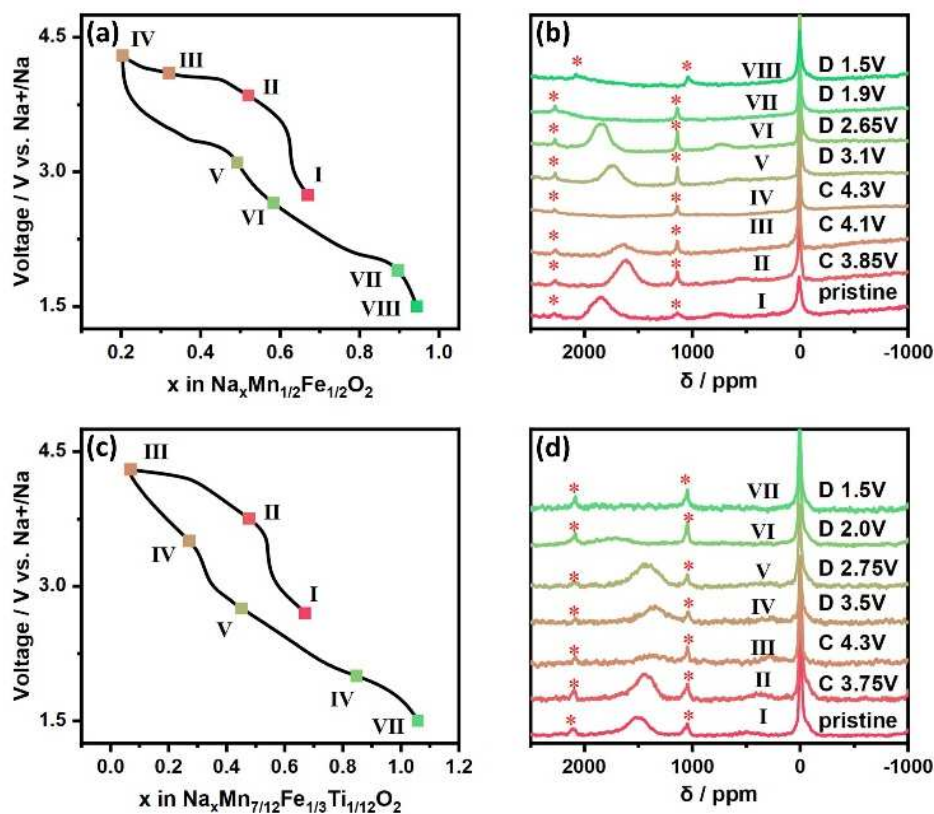 (a)
4.5
3.0
1.5
Voltage / V vs. Na+/Na
IV
III
II
I
V
VI
VII
VIII
0.2 0.4 0.6 0.8 1.0
x in NaxMn1/2Fe1/2O2
(b)
* * VIII D 1.5V
* * VII D 1.9V
* * VI D 2.65V
* * V D 3.1V
* * IV C 4.3V
* * III C 4.1V
* * II C 3.85V
* * I pristine
2000 1000 0 -1000
δ / ppm
(c)
4.5
3.0
1.5
Voltage / V vs. Na+/Na
III
II
IV
I
V
IV
VII
0.0 0.2 0.4 0.6 0.8 1.0 1.2
x in NaxMn7/12Fe1/3Ti1/12O2
(d)
* * VII D 1.5V
* * VI D 2.0V
* * V D 2.75V
* * IV D 3.5V
* * III C 4.3V
* * II C 3.75V
* * I pristine
2000 1000 0 -1000
δ / ppm